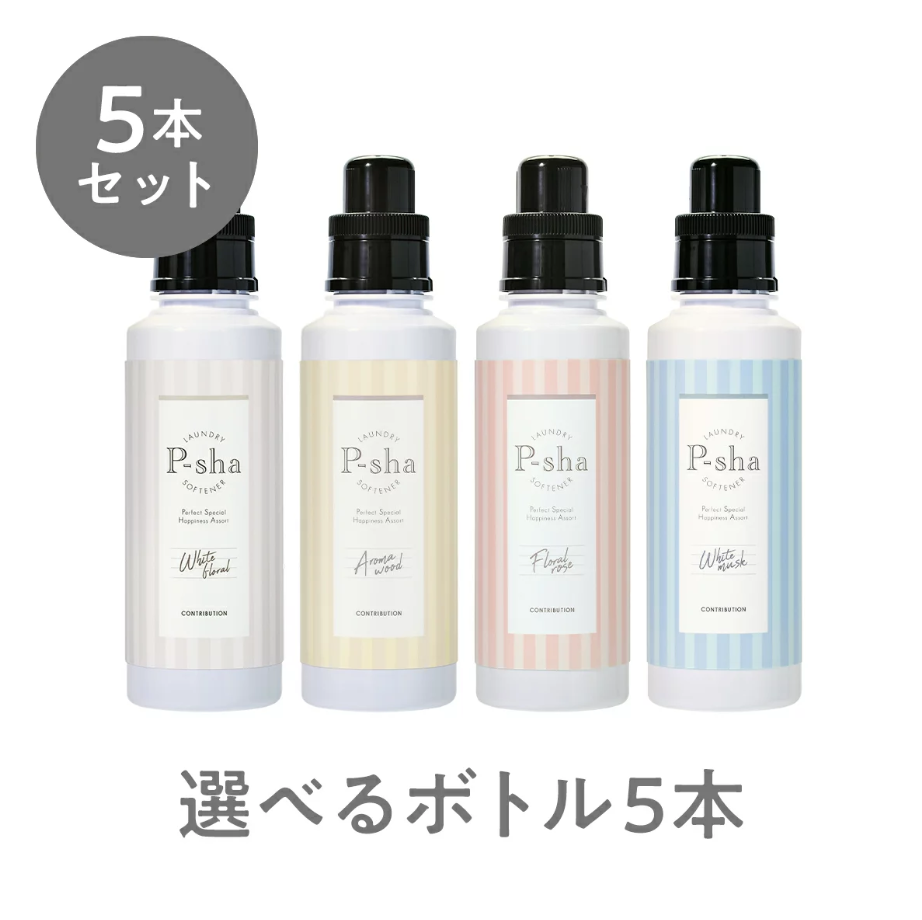 5本
セット
LAUNDRY
P-sha
SOFTENER
Perfect Special
Happiness Assort
White
floral
CONTRIBUTION
LAUNDRY
P-sha
SOFTENER
Perfect Special
Happiness Assort
Aroma
wood
CONTRIBUTION
LAUNDRY
P-sha
SOFTENER
Perfect Special
Happiness Assort
Floral
rose
CONTRIBUTION
LAUNDRY
P-sha
SOFTENER
Perfect Special
Happiness Assort
White
musk
CONTRIBUTION
選べるボトル5本